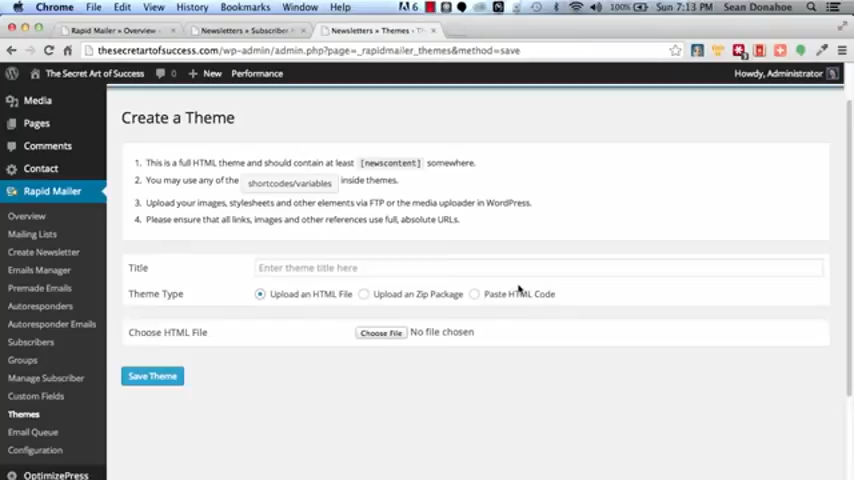 Chrome File Edit View History Bookmarks Window Help 6 100% Sun 7:13 PM Sean Donahoe
Rapid Mailer » Overview - Newsletters » Subscriber Newsletters » Themes - Th
thesecretartofsuccess.com/wp-admin/admin.php?page=_rapidmailer_themes&method=save
The Secret Art of Success 0 + New Performance Howdy, Administrator
Media
Pages
Comments
Contact
Rapid Mailer
Overview
Mailing Lists
Create Newsletter
Emails Manager
Premade Emails
Autoresponders
Autoresponder Emails
Subscribers
Groups
Manage Subscriber
Custom Fields
Themes
Email Queue
Configuration
OptimizePress
Create a Theme
1. This is a full HTML theme and should contain at least [newscontent] somewhere.
2. You may use any of the shortcodes/variables inside themes.
3. Upload your images, stylesheets and other elements via FTP or the media uploader in WordPress.
4. Please ensure that all links, images and other references use full, absolute URLs.
Title Enter theme title here
Theme Type Upload an HTML File Upload an Zip Package Paste HTML Code
Choose HTML File Choose File No file chosen
Save Theme